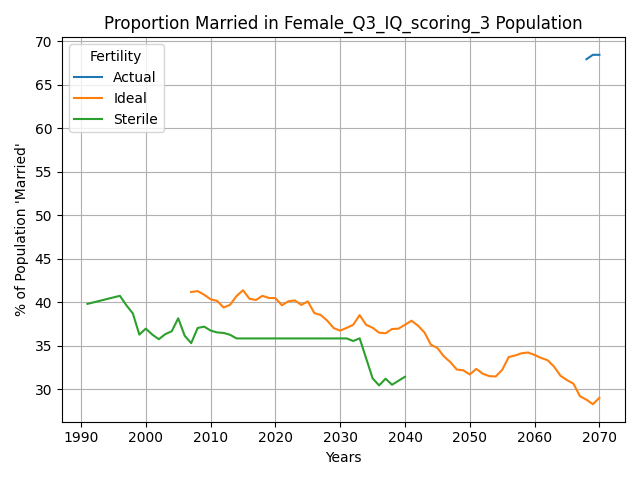 Proportion Married in Female_Q3_IQ_scoring_3 Population
% of Population 'Married'
70
65
60
55
50
45
40
35
30
Fertility
Actual
Ideal
Sterile
1990 2000 2010 2020 2030 2040 2050 2060 2070
Years